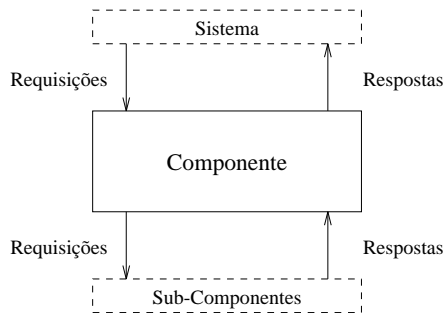 Sistema
Requisições
Respostas
Componente
Requisições
Respostas
Sub-Componentes